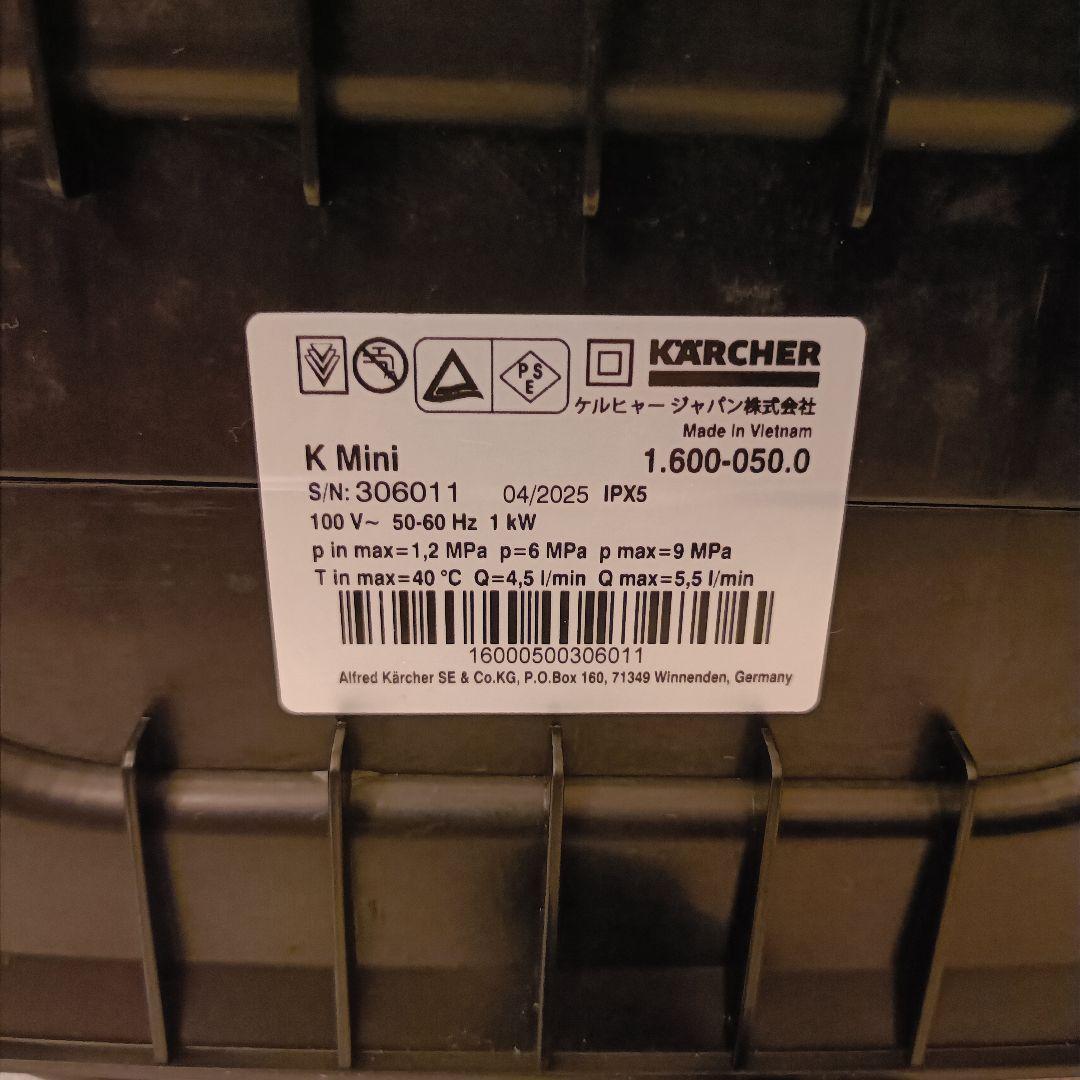 PSE
KÄRCHER
ケルヒャー ジャパン株式会社
Made in Vietnam
K Mini 1.600-050.0
S/N: 306011 04/2025 IPX5
100 V~ 50-60 Hz 1 kW
p in max=1,2 MPa p=6 MPa p max=9 MPa
T in max=40 °C Q=4,5 l/min Q max=5,5 l/min
16000500306011
Alfred Kärcher SE & Co.KG, P.O.Box 160, 71349 Winnenden, Germany